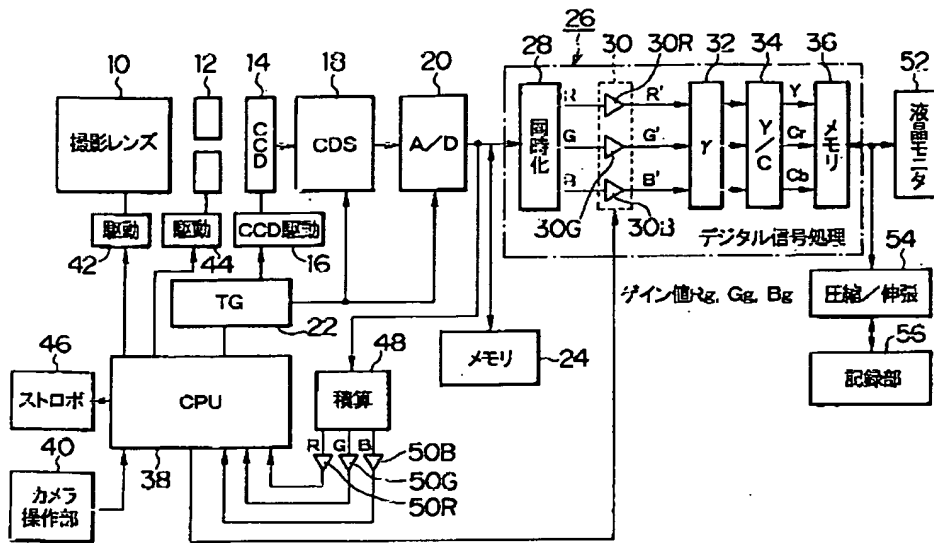 26
10
12
14
18
20
28
30
30R
32
34
36
52
撮影レンズ
CCD
CDS
A/D
同時化
R
G
B
R'
G'
B'
30G
30B
γ
Y/C
Y
Cr
Cb
メモリ
液晶モニタ
デジタル信号処理
駆動
42
駆動
44
CCD駆動
16
TG
22
ゲイン値Rg, Gg, Bg
54
圧縮/伸張
56
記録部
46
ストロボ
CPU
38
48
積算
メモリ
24
R
G
B
50B
50G
50R
40
カメラ
操作部